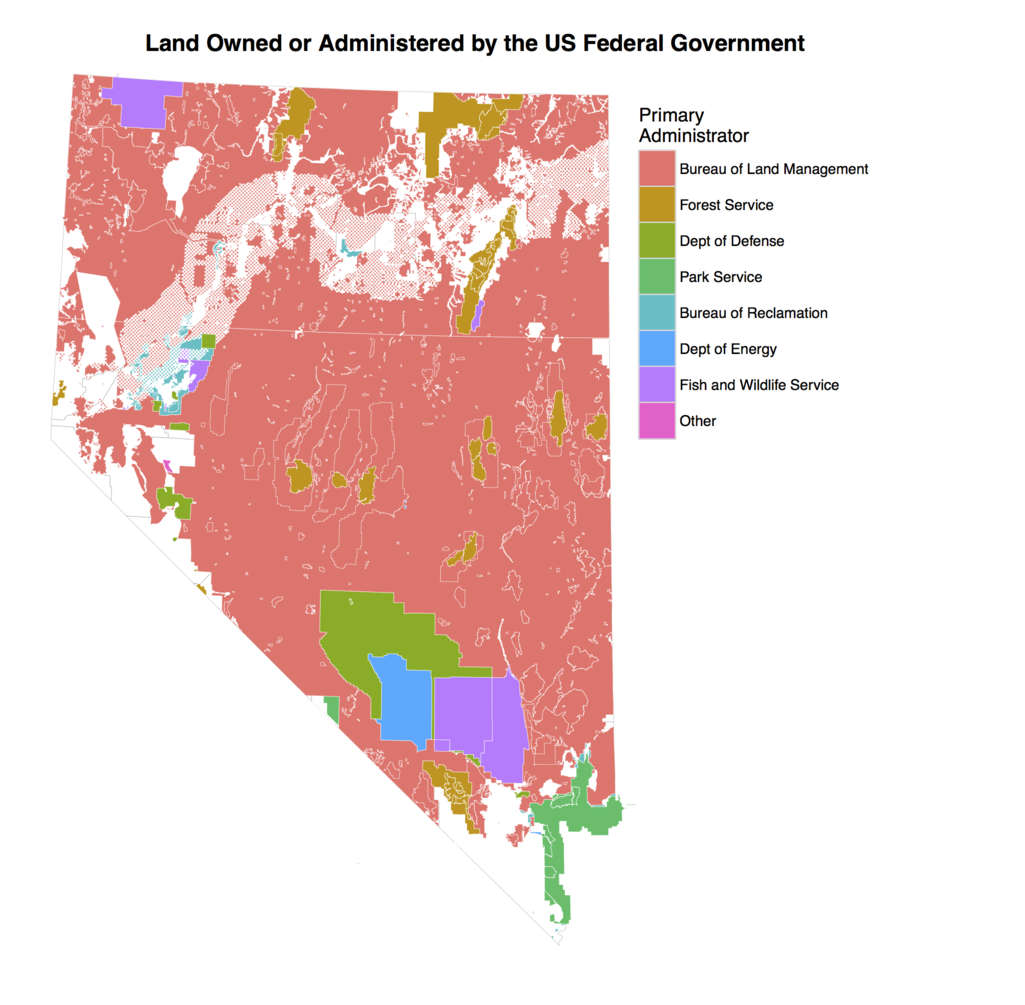 Land Owned or Administered by the US Federal Government
Primary
Administrator
Bureau of Land Management
Forest Service
Dept of Defense
Park Service
Bureau of Reclamation
Dept of Energy
Fish and Wildlife Service
Other